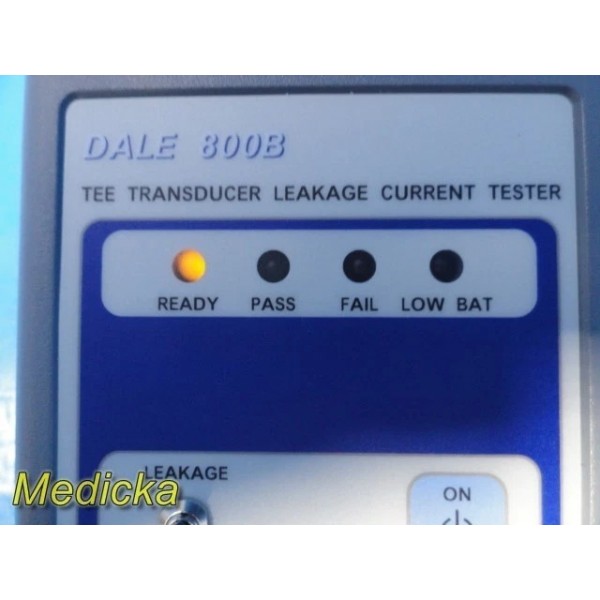 DALE 800B
TEE TRANSDUCER LEAKAGE CURRENT TESTER
READY PASS FAIL LOW BAT
LEAKAGE
ON
Medicka